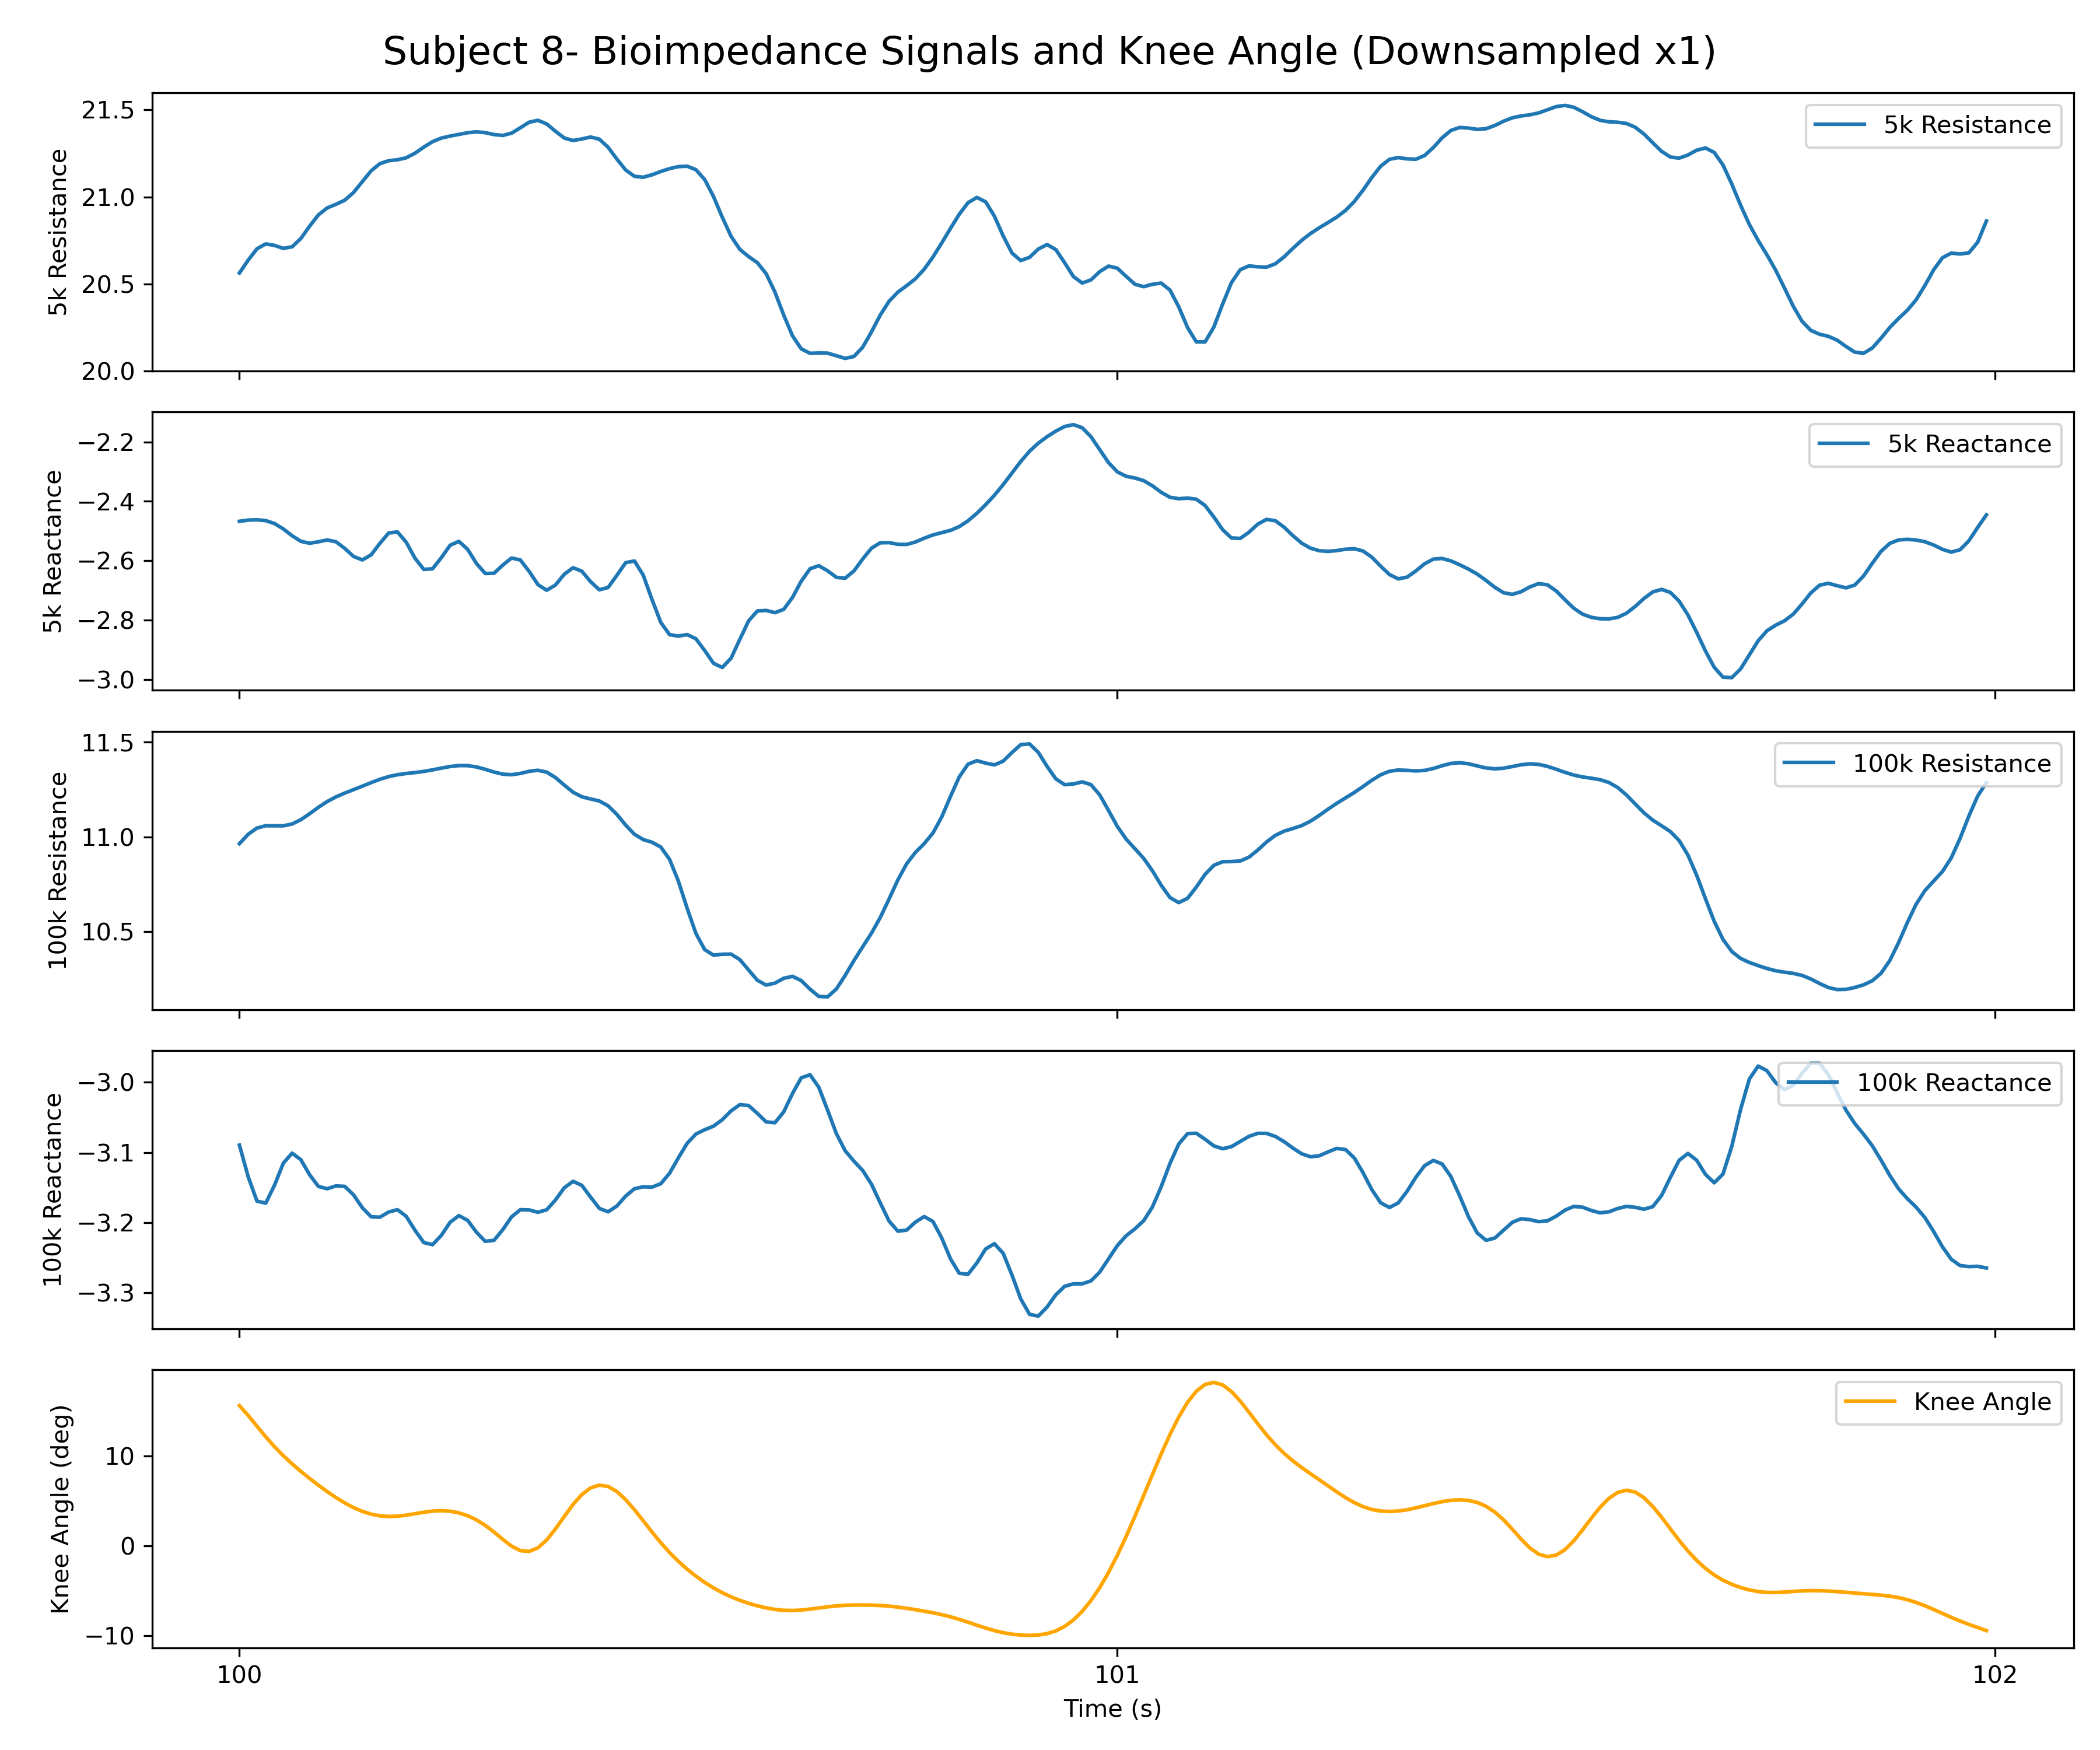 Subject 8- Bioimpedance Signals and Knee Angle (Downsampled x1)
21.5
21.0
20.5
20.0
5k Resistance
5k Resistance
−2.2
−2.4
−2.6
−2.8
−3.0
5k Reactance
5k Reactance
11.5
11.0
10.5
100k Resistance
100k Resistance
−3.0
−3.1
−3.2
−3.3
100k Reactance
100k Reactance
10
0
−10
Knee Angle (deg)
Knee Angle
100 101 102
Time (s)